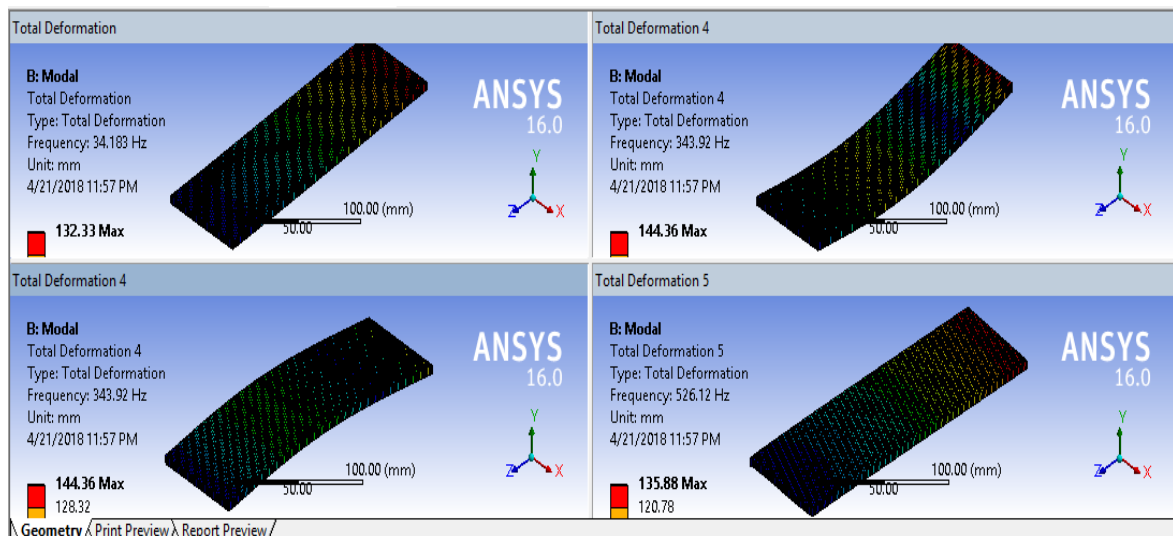 Total Deformation
B: Modal
Total Deformation
Type: Total Deformation
Frequency: 34.183 Hz
Unit: mm
4/21/2018 11:57 PM
132.33 Max
ANSYS
16.0
Y
Z
X
100.00 (mm)
50.00
Total Deformation 4
B: Modal
Total Deformation 4
Type: Total Deformation
Frequency: 343.92 Hz
Unit: mm
4/21/2018 11:57 PM
144.36 Max
ANSYS
16.0
Y
Z
X
100.00 (mm)
50.00
Total Deformation 4
B: Modal
Total Deformation 4
Type: Total Deformation
Frequency: 343.92 Hz
Unit: mm
4/21/2018 11:57 PM
144.36 Max
128.32
ANSYS
16.0
Y
Z
X
100.00 (mm)
50.00
Total Deformation 5
B: Modal
Total Deformation 5
Type: Total Deformation
Frequency: 526.12 Hz
Unit: mm
4/21/2018 11:57 PM
135.88 Max
120.78
ANSYS
16.0
Y
Z
X
100.00 (mm)
50.00
Geometry Print Preview Report Preview